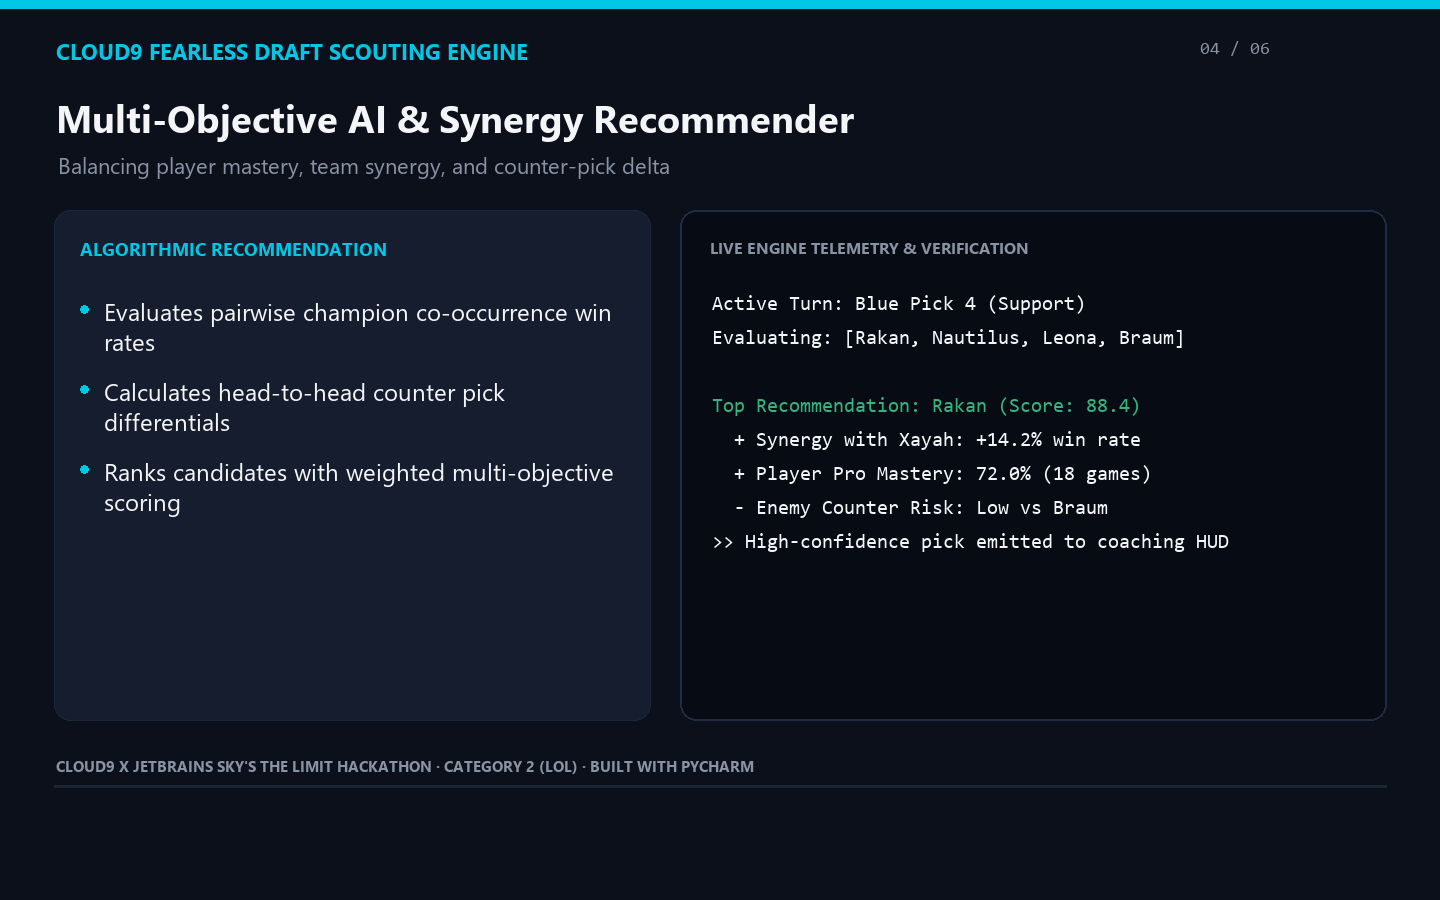 CLOUD9 FEARLESS DRAFT SCOUTING ENGINE
04 / 06
Multi-Objective AI & Synergy Recommender
Balancing player mastery, team synergy, and counter-pick delta
ALGORITHMIC RECOMMENDATION
• Evaluates pairwise champion co-occurrence win
rates
• Calculates head-to-head counter pick
differentials
• Ranks candidates with weighted multi-objective
scoring
LIVE ENGINE TELEMETRY & VERIFICATION
Active Turn: Blue Pick 4 (Support)
Evaluating: [Rakan, Nautilus, Leona, Braum]
Top Recommendation: Rakan (Score: 88.4)
+ Synergy with Xayah: +14.2% win rate
+ Player Pro Mastery: 72.0% (18 games)
- Enemy Counter Risk: Low vs Braum
>> High-confidence pick emitted to coaching HUD
CLOUD9 X JETBRAINS SKY'S THE LIMIT HACKATHON · CATEGORY 2 (LOL) · BUILT WITH PYCHARM